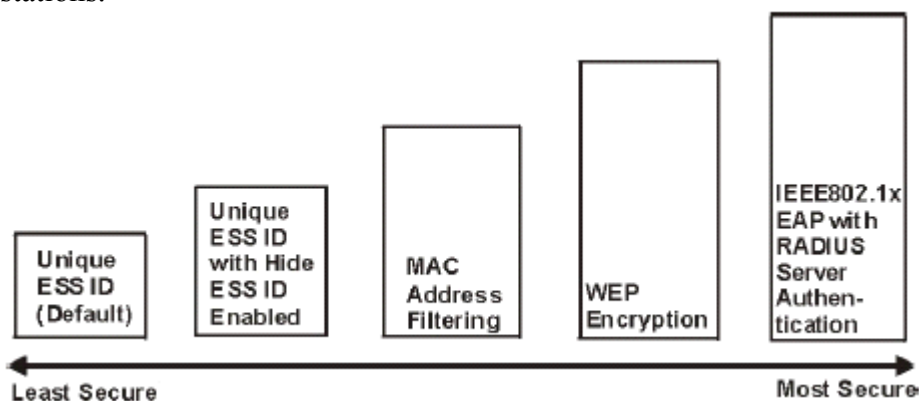 stations.
Unique
ESS ID
(Default)
Unique
ESS ID
with Hide
ESS ID
Enabled
MAC
Address
Filtering
WEP
Encryption
IEEE802.1x
EAP with
RADIUS
Server
Authen-
tication
Least Secure
Most Secure